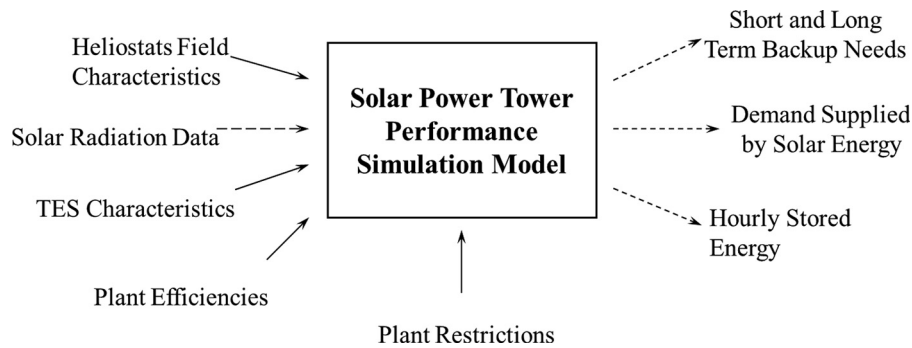 Heliostats Field
Characteristics
Solar Radiation Data
TES Characteristics
Plant Efficiencies
Plant Restrictions
Solar Power Tower
Performance
Simulation Model
Short and Long
Term Backup Needs
Demand Supplied
by Solar Energy
Hourly Stored
Energy